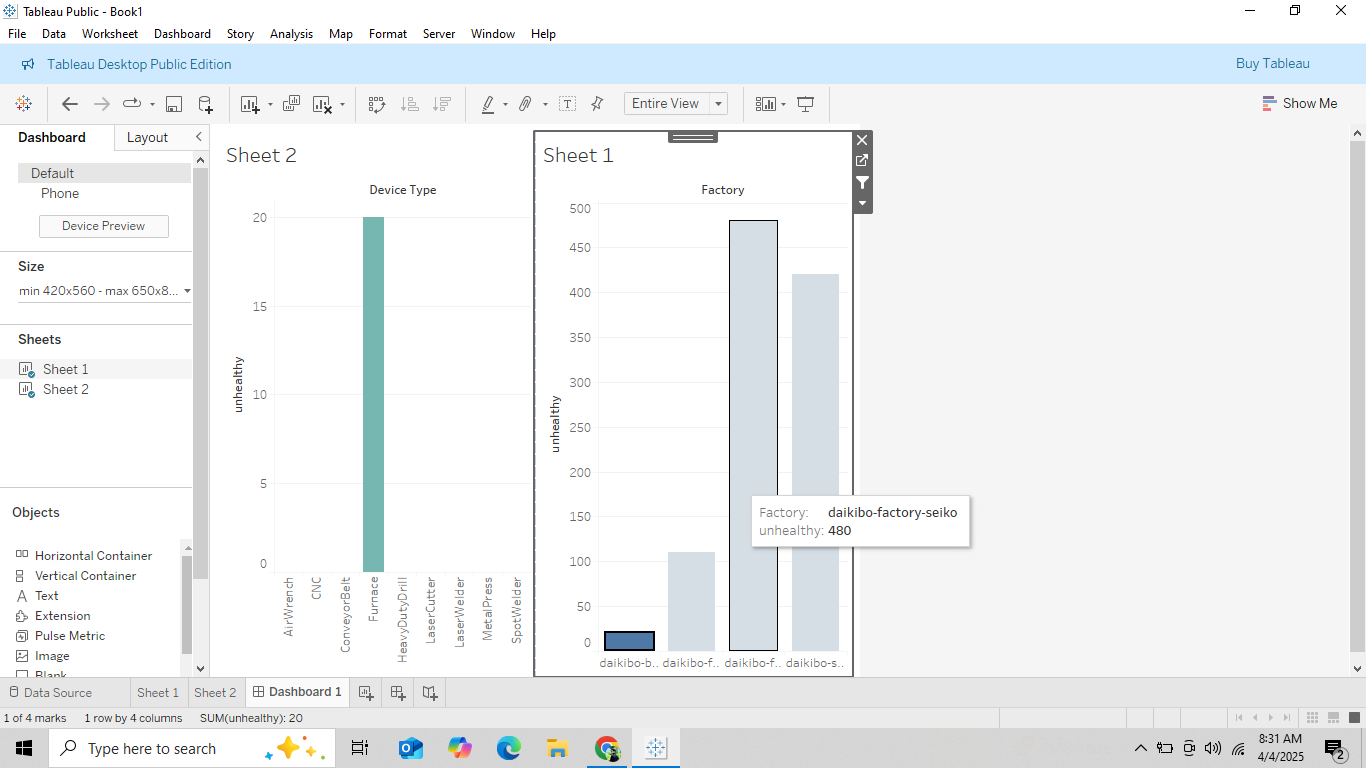 Tableau Public - Book1
File Data Worksheet Dashboard Story Analysis Map Format Server Window Help
Tableau Desktop Public Edition
Buy Tableau
Entire View
Show Me
Dashboard
Layout
Default
Phone
Device Preview
Size
min 420x560 - max 650x8...
Sheets
Sheet 1
Sheet 2
Objects
Horizontal Container
Vertical Container
Text
Extension
Pulse Metric
Image
Blank
Sheet 2
Device Type
unhealthy
20
15
10
5
0
AirWrench
CNC
ConveyorBelt
Furnace
HeavyDutyDrill
LaserCutter
LaserWelder
MetalPress
SpotWelder
Sheet 1
Factory
unhealthy
500
450
400
350
300
250
200
150
100
50
0
daikibo-b.. daikibo-f.. daikibo-f.. daikibo-s..
Factory: daikibo-factory-seiko
unhealthy: 480
Data Source Sheet 1 Sheet 2 Dashboard 1
1 of 4 marks 1 row by 4 columns SUM(unhealthy): 20
Type here to search
8:31 AM
4/4/2025
2